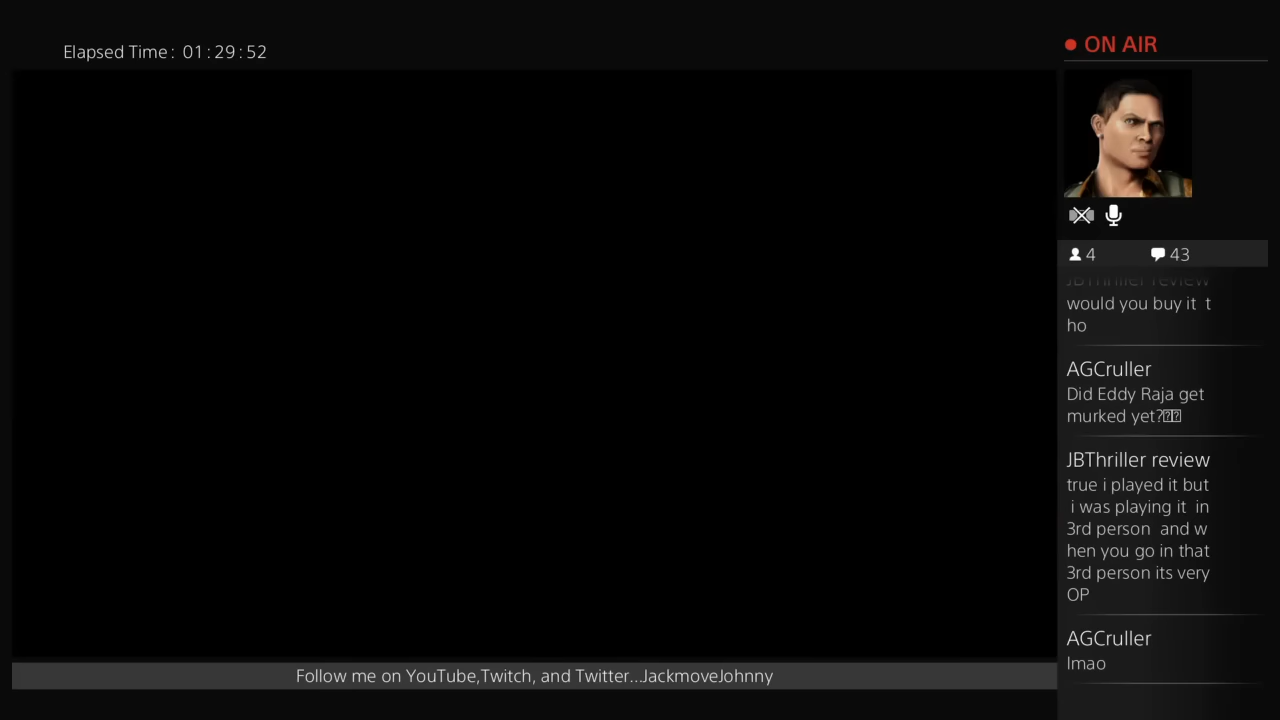 Elapsed Time: 01:29:52
ON AIR
4 43
JBThriller review
would you buy it t
ho
AGCruller
Did Eddy Raja get
murked yet?
JBThriller review
true i played it but
i was playing it in
3rd person and w
hen you go in that
3rd person its very
OP
AGCruller
lmao
Follow me on YouTube,Twitch, and Twitter...JackmoveJohnny